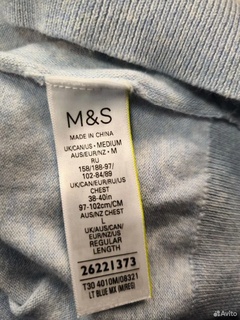 M&S
MADE IN CHINA
UK/CAN/US - MEDIUM
AUS/EUR/NZ - M
RU
158/188-97/
102-84/89
UK/CAN/EUR/RU/US
CHEST
38-40in
97-102cm/CM
AUS/NZ CHEST
L
UK/AUS/CAN/
EUR/NZ/US
REGULAR
LENGTH
26221373
T30 4010M/08321
LT BLUE MX (M/REG)
Avito